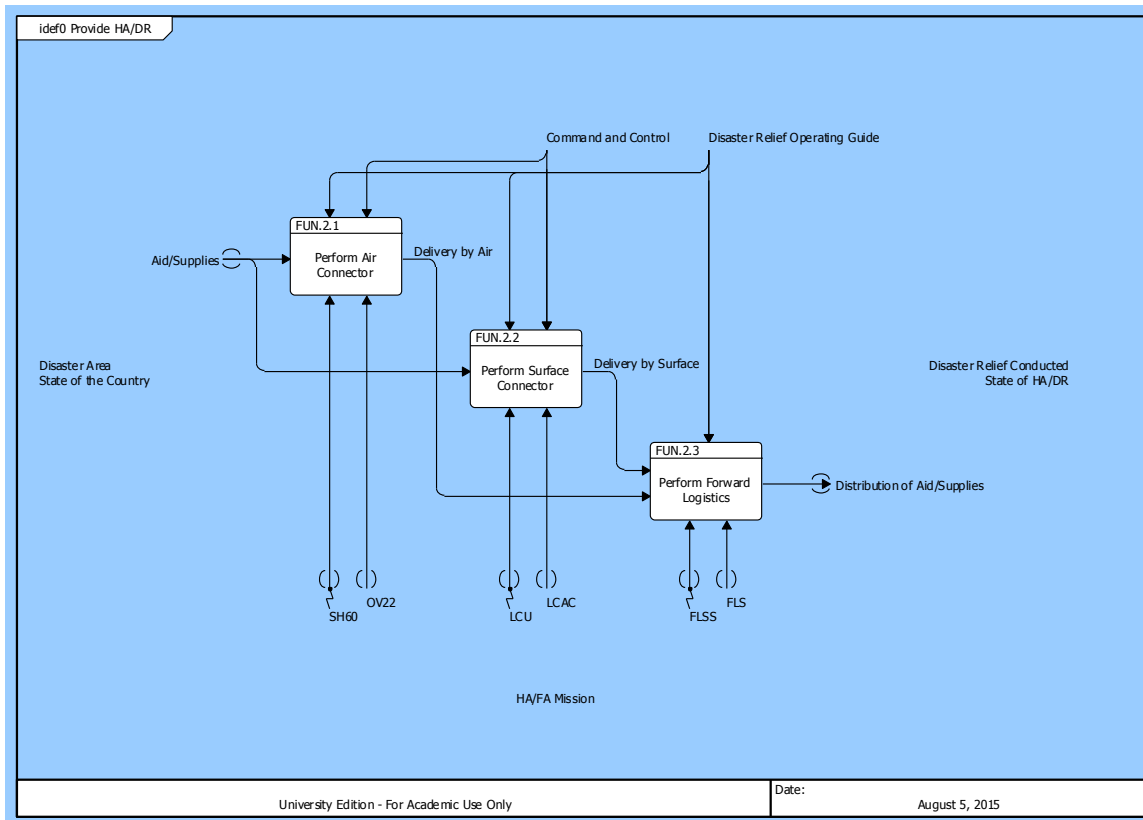 idef0 Provide HA/DR
Command and Control
Disaster Relief Operating Guide
FUN.2.1
Perform Air
Connector
Aid/Supplies
Delivery by Air
FUN.2.2
Perform Surface
Connector
Delivery by Surface
Disaster Area
State of the Country
Disaster Relief Conducted
State of HA/DR
FUN.2.3
Perform Forward
Logistics
Distribution of Aid/Supplies
SH60
OV22
LCU
LCAC
FLSS
FLS
HA/FA Mission
University Edition - For Academic Use Only
Date:
August 5, 2015